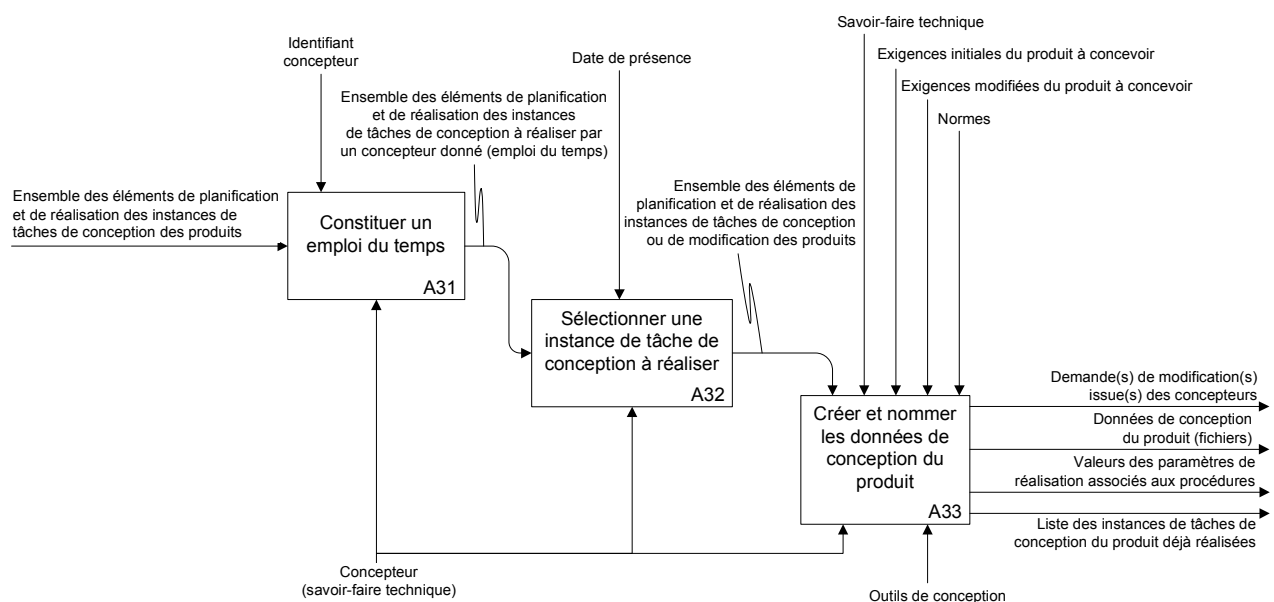 Savoir-faire technique
Identifiant
concepteur
Date de présence
Exigences initiales du produit à concevoir
Exigences modifiées du produit à concevoir
Normes
Ensemble des éléments de planification
et de réalisation des instances
de tâches de conception à réaliser par
un concepteur donné (emploi du temps)
Ensemble des éléments de planification
et de réalisation des instances de
tâches de conception des produits
Constituer un
emploi du temps
A31
Ensemble des éléments de
planification et de réalisation des
instances de tâches de conception
ou de modification des produits
Sélectionner une
instance de tâche de
conception à réaliser
A32
Créer et nommer
les données de
conception du
produit
A33
Demande(s) de modification(s)
issue(s) des concepteurs
Données de conception
du produit (fichiers)
Valeurs des paramètres de
réalisation associés aux procédures
Liste des instances de tâches de
conception du produit déjà réalisées
Concepteur
(savoir-faire technique)
Outils de conception